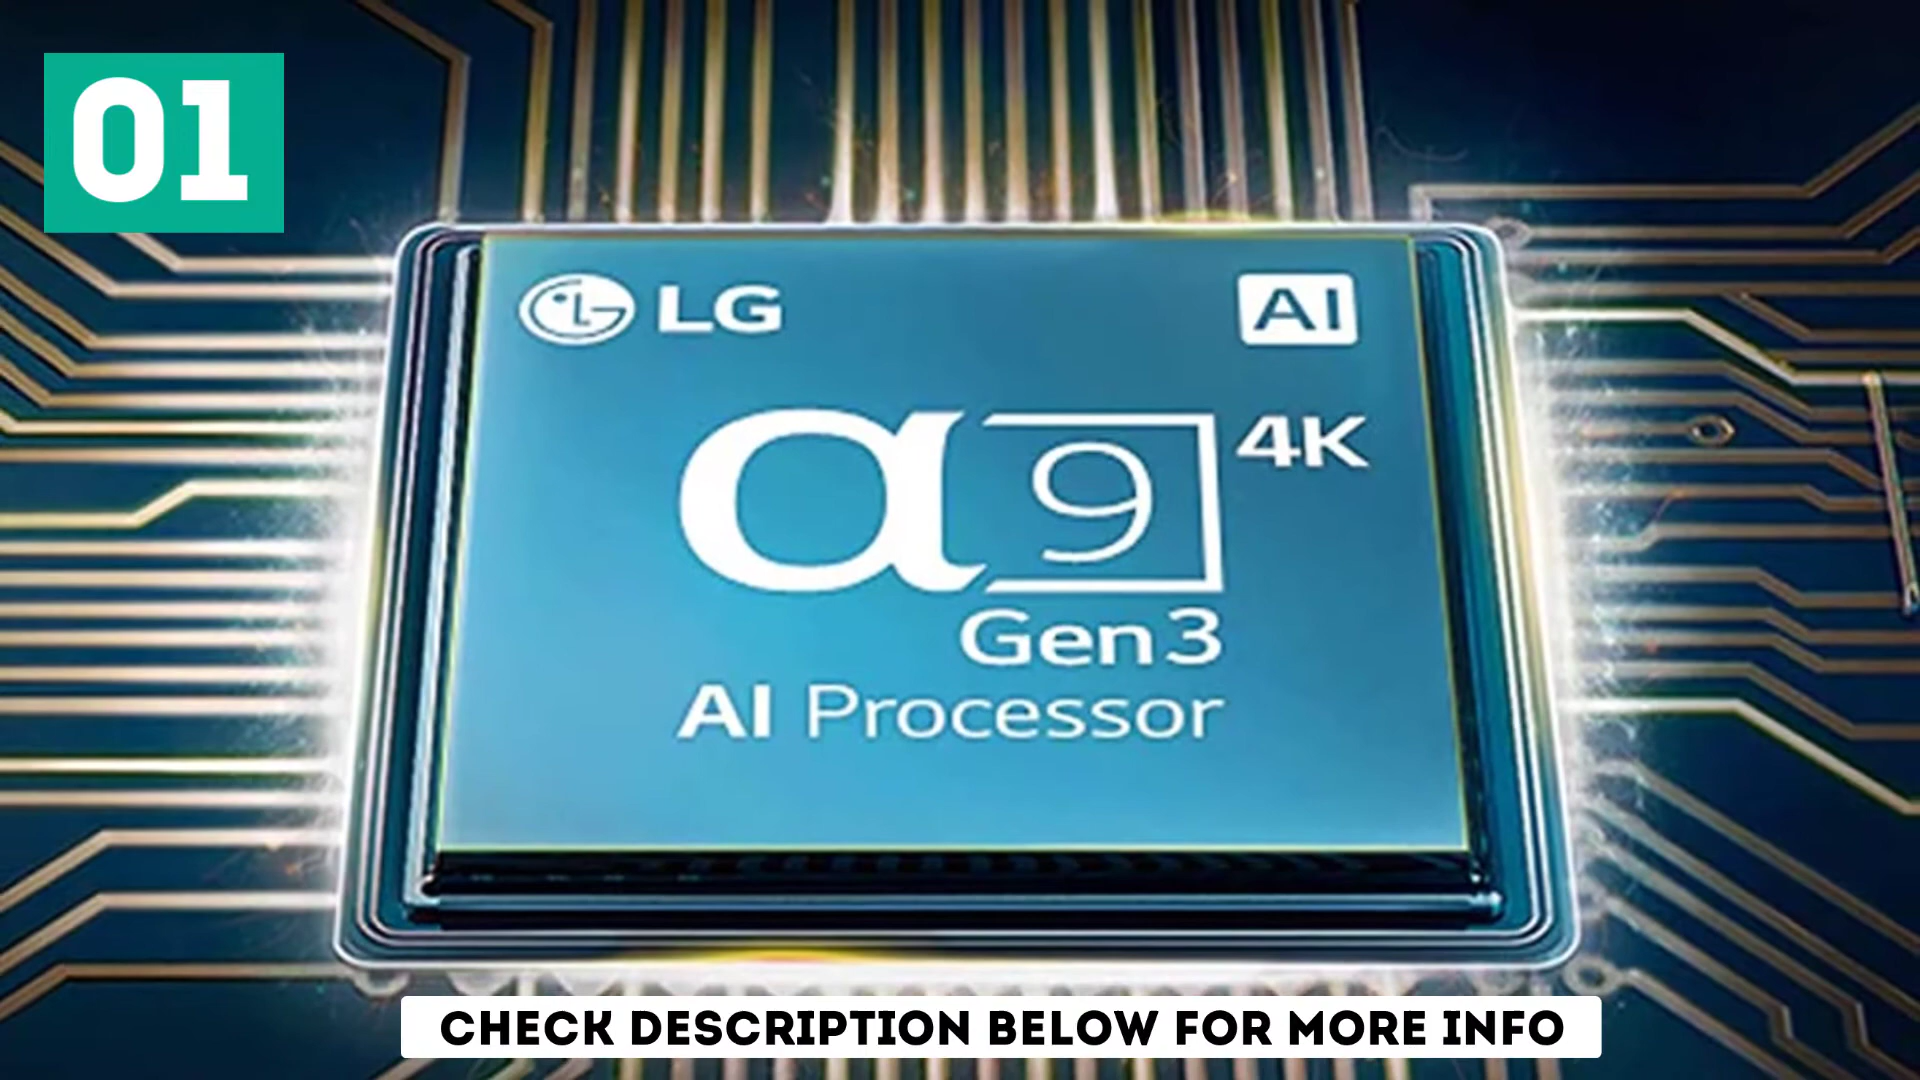 01
LG
AI
α9 4K
Gen3
AI Processor
CHECK DESCRIPTION BELOW FOR MORE INFO